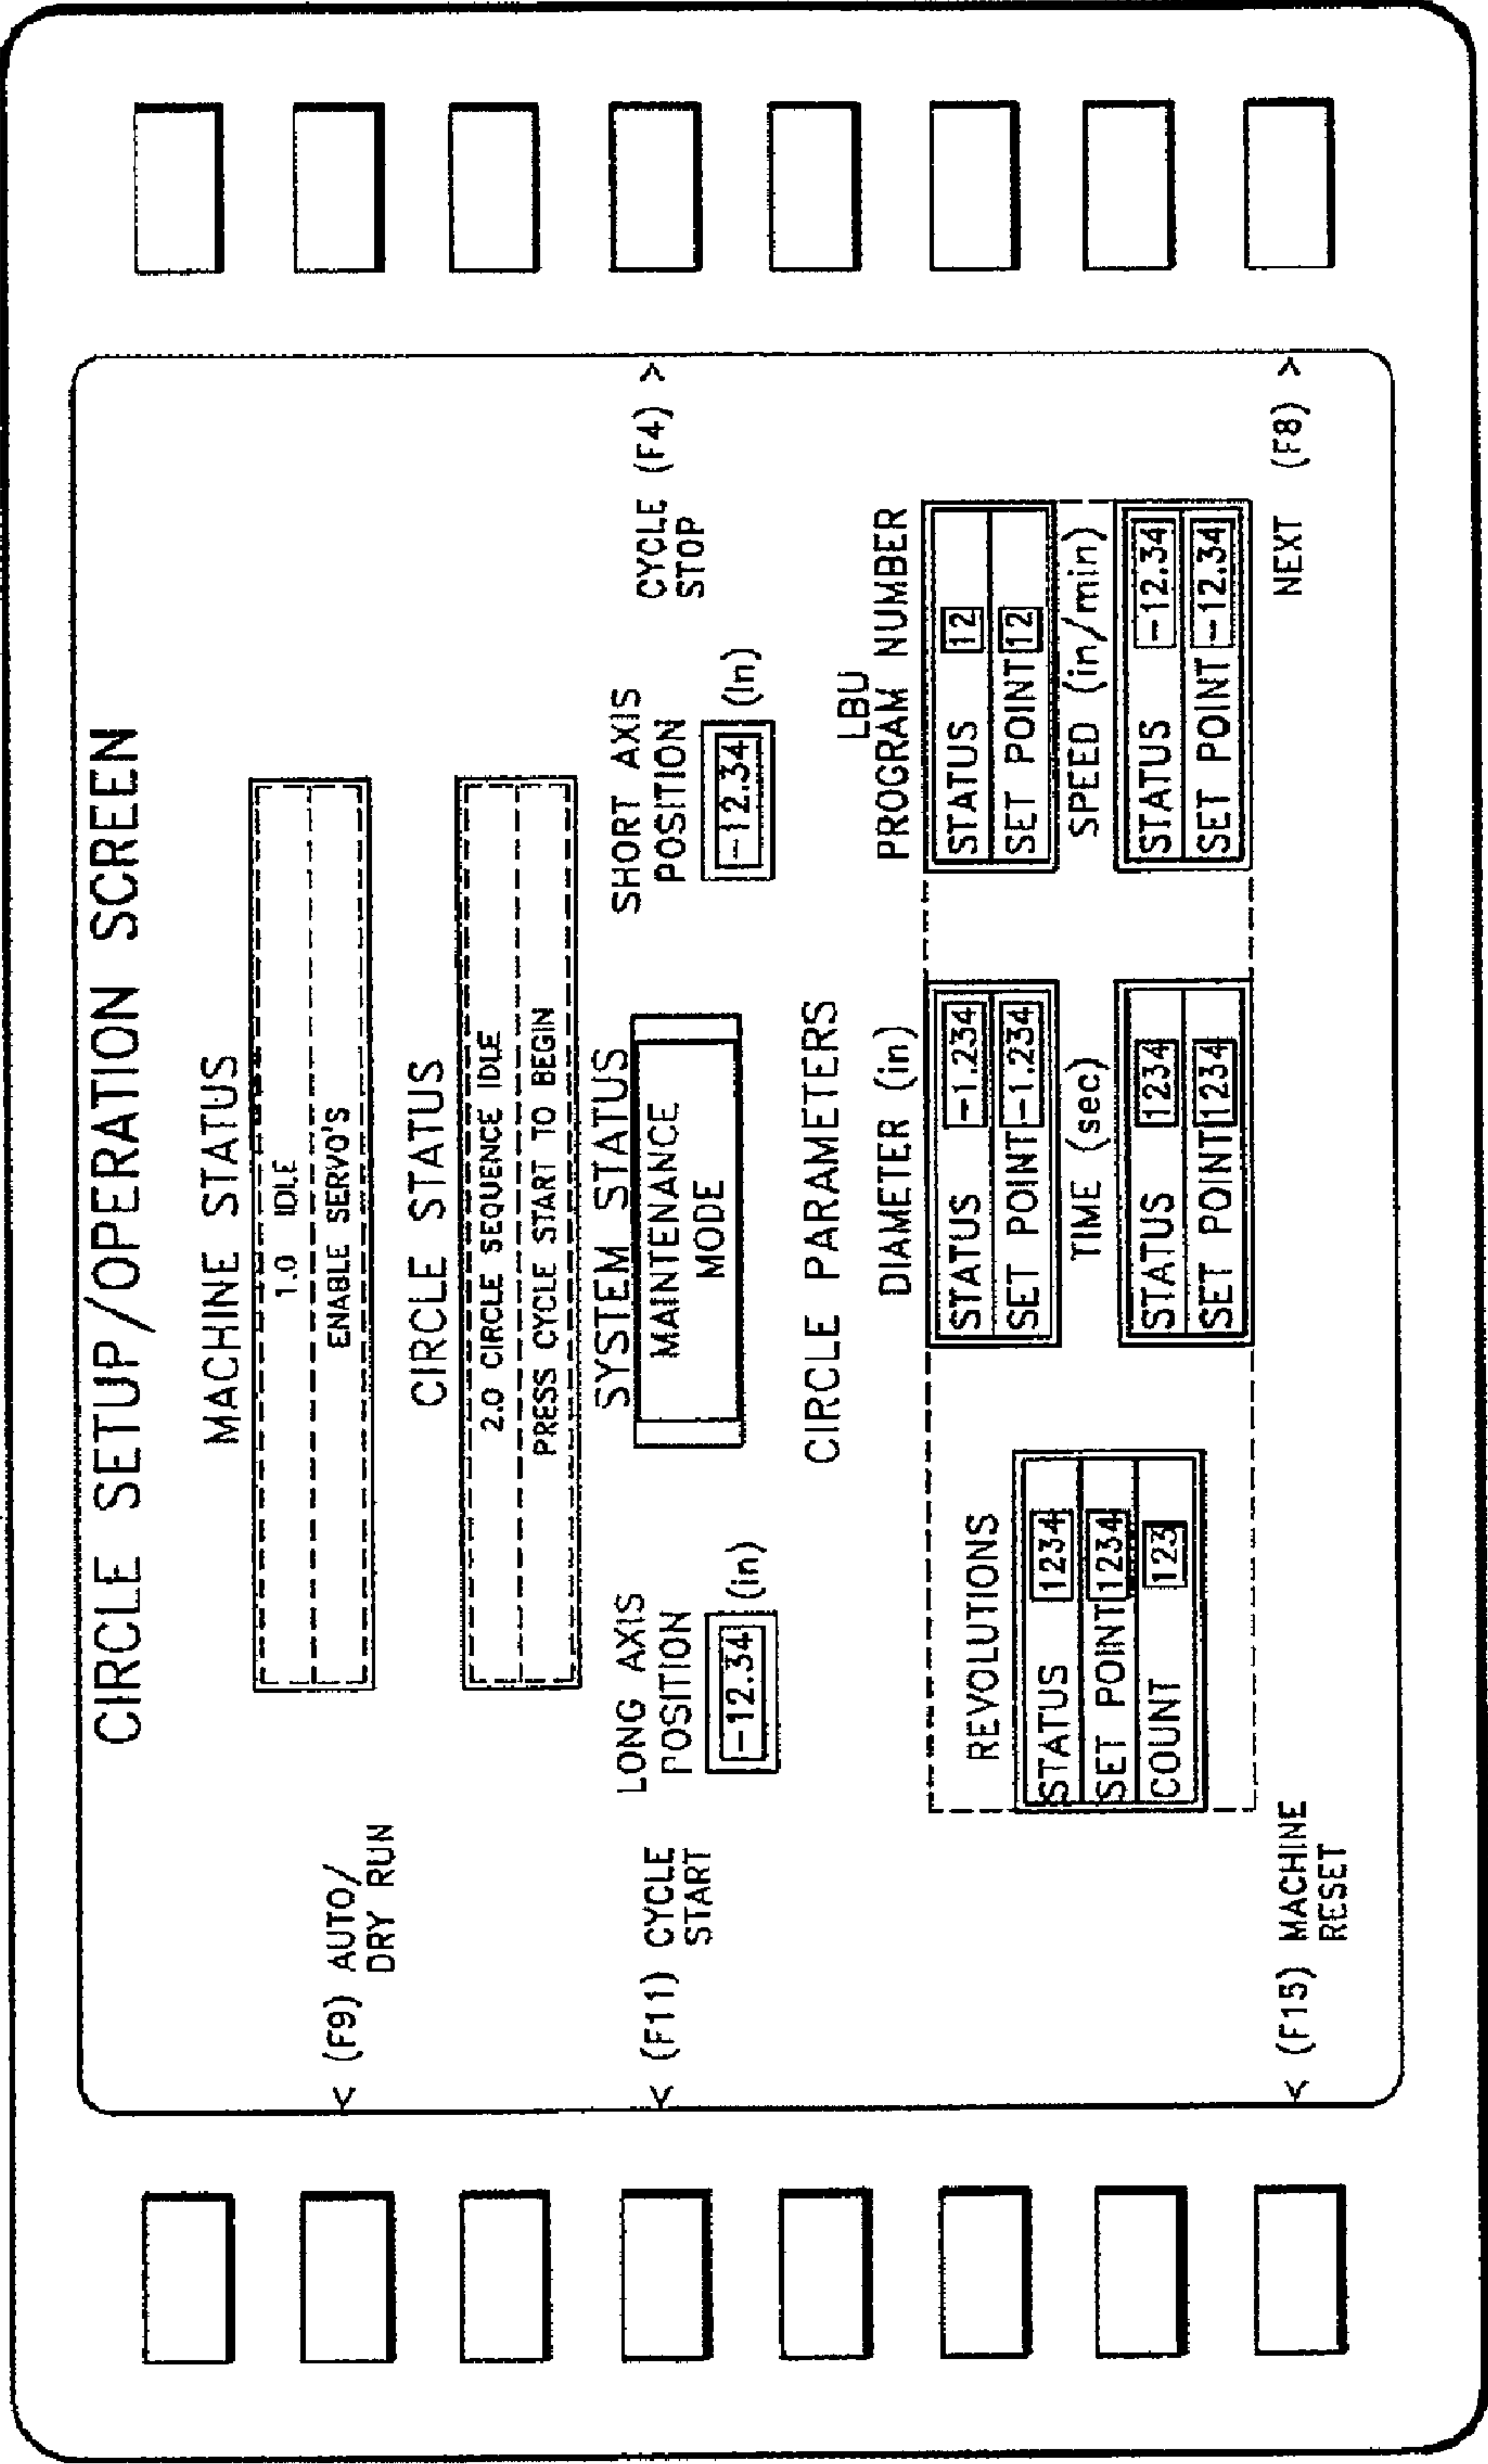 CIRCLE SETUP/OPERATION SCREEN
MACHINE STATUS
1.0 IDLE
ENABLE SERVO'S
< (F9) AUTO/
DRY RUN
CIRCLE STATUS
2.0 CIRCLE SEQUENCE IDLE
PRESS CYCLE START TO BEGIN
SYSTEM STATUS
MAINTENANCE
MODE
< (F11) CYCLE
START
LONG AXIS
POSITION
-12.34 (in)
SHORT AXIS
POSITION
-12.34 (in)
CYCLE (F4) >
STOP
CIRCLE PARAMETERS
REVOLUTIONS
STATUS 1234
SET POINT 1234
COUNT 123
DIAMETER (in)
STATUS -1.234
SET POINT -1.234
TIME (sec)
STATUS 1234
SET POINT 1234
LBU
PROGRAM NUMBER
STATUS 12
SET POINT 12
SPEED (in/min)
STATUS -12.34
SET POINT -12.34
< (F15) MACHINE
RESET
NEXT (F8) >